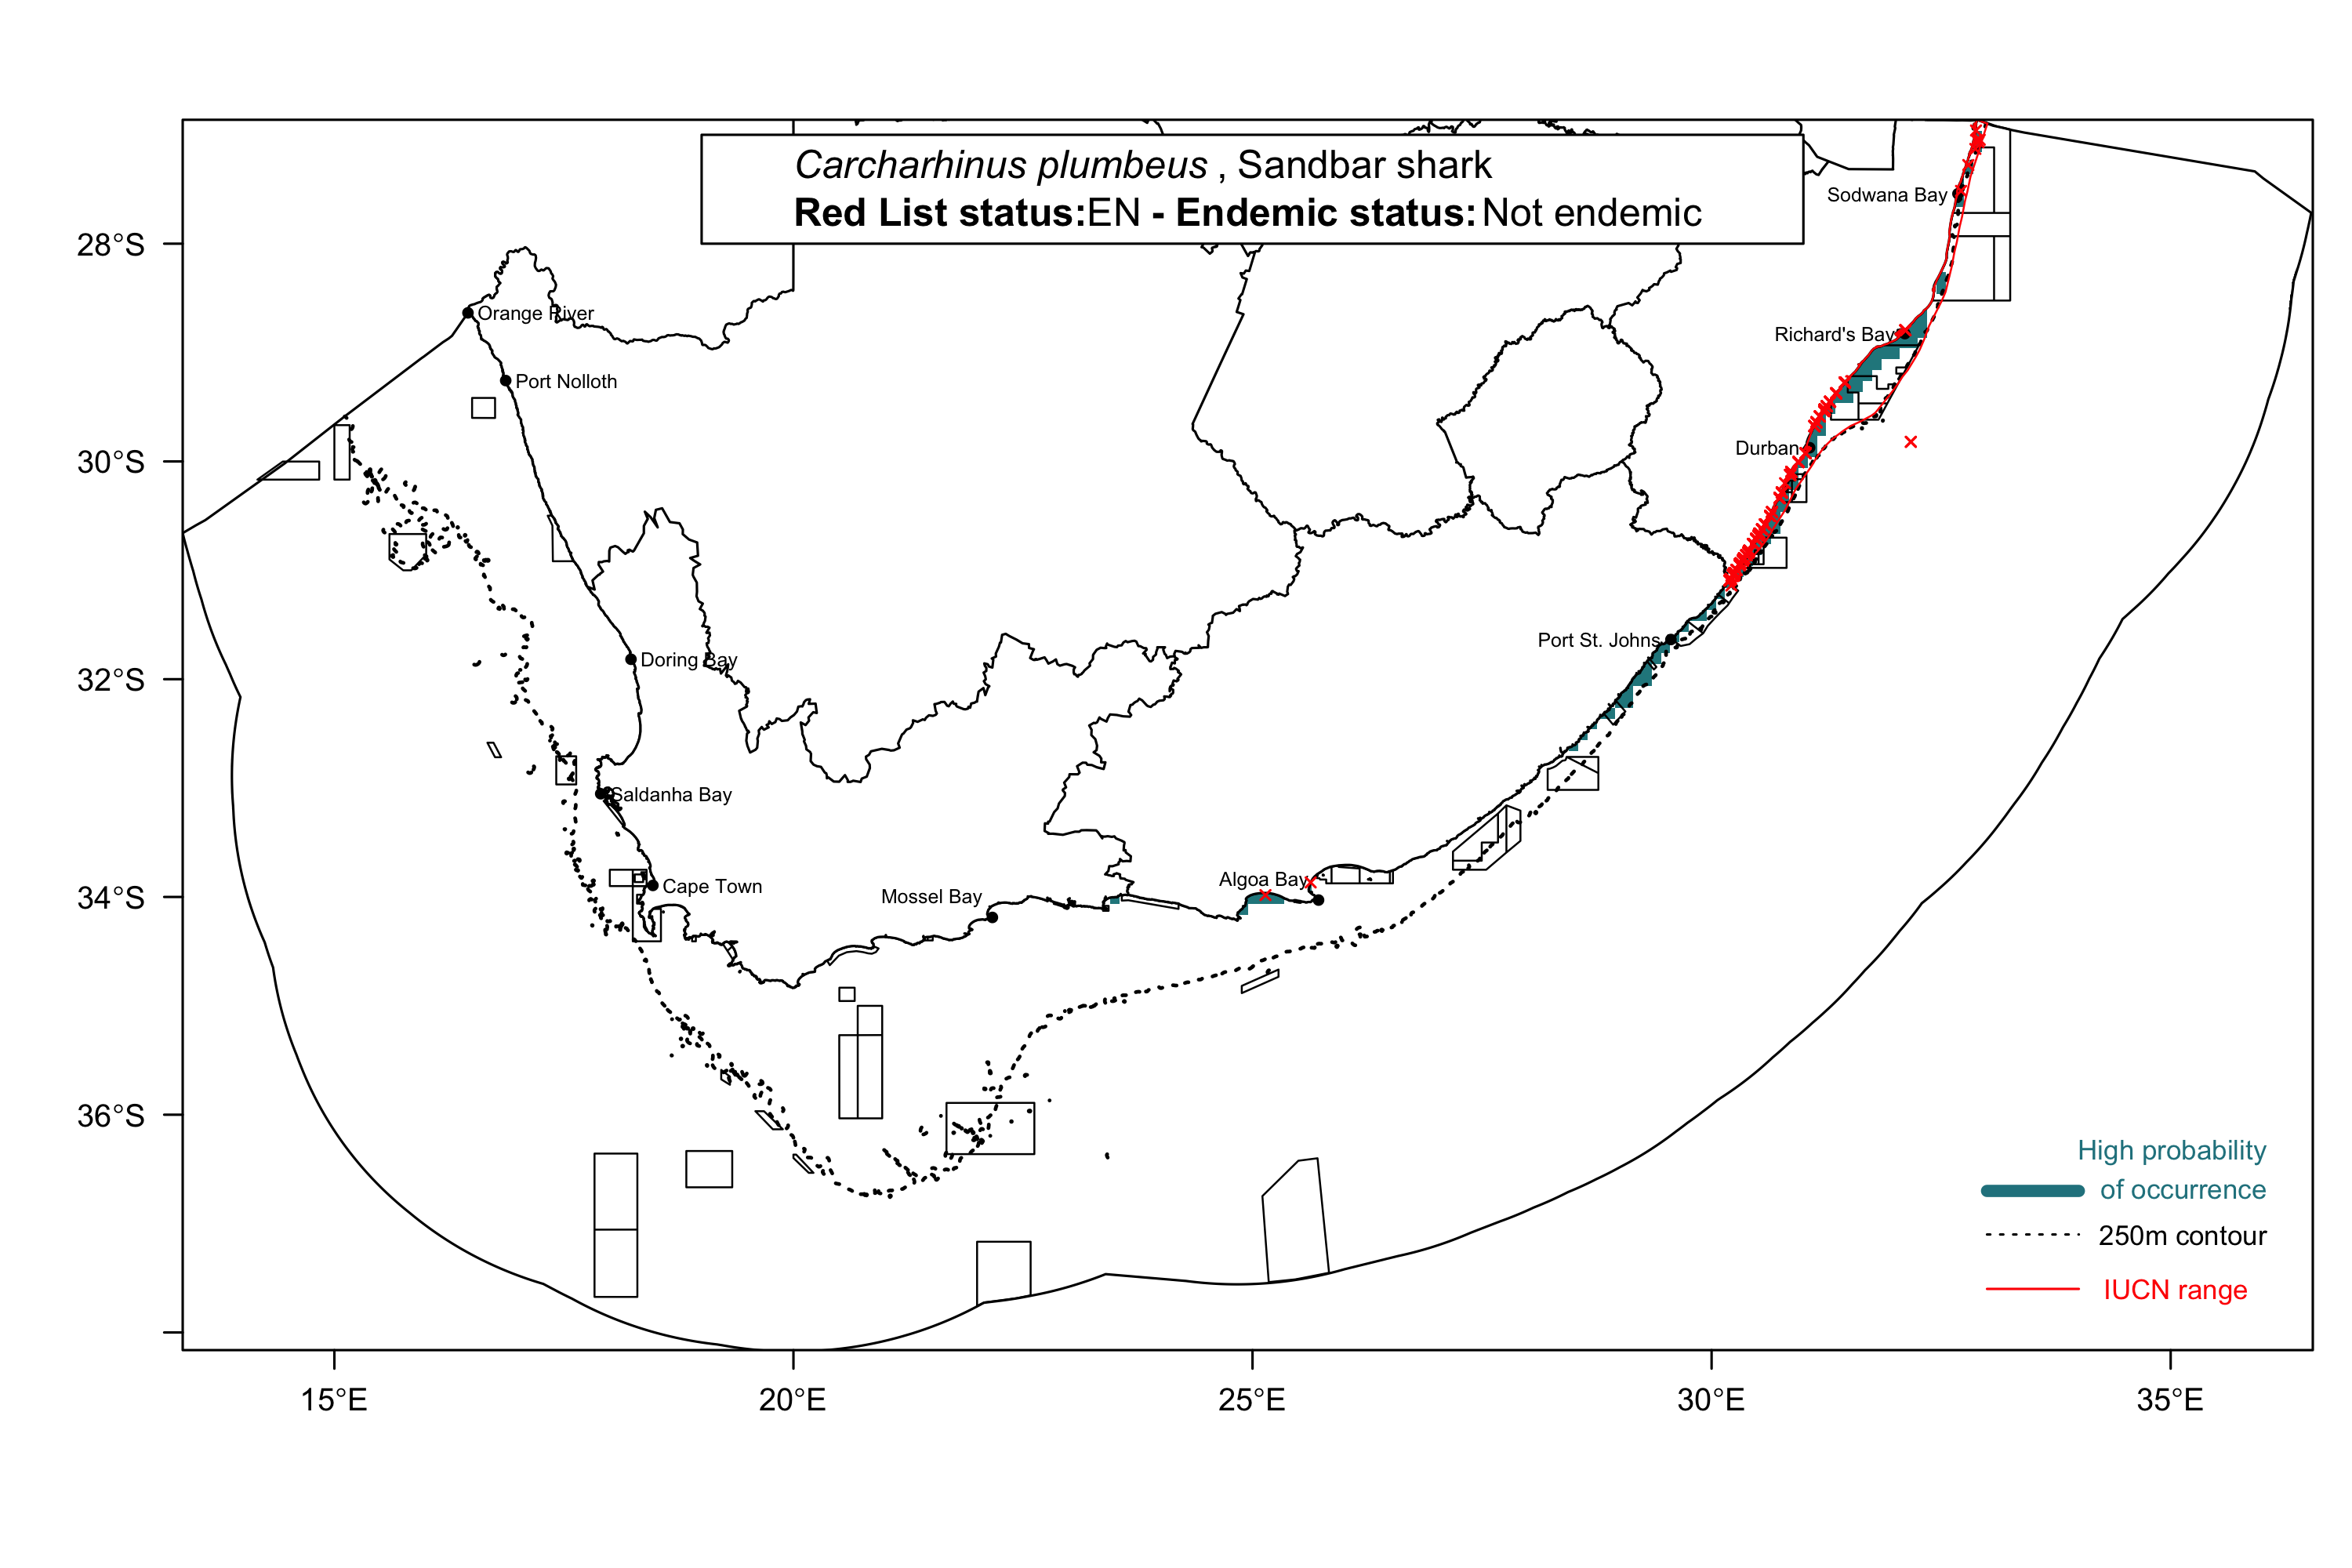 Carcharhinus plumbeus , Sandbar shark
Red List status:EN - Endemic status: Not endemic
Sodwana Bay
28°S
Orange River
Richard's Bay
Port Nolloth
Durban
30°S
Port St. Johns
Doring Bay
32°S
Saldanha Bay
Algoa Bay
Cape Town
Mossel Bay
34°S
36°S
High probability
of occurrence
250m contour
IUCN range
15°E
20°E
25°E
30°E
35°E